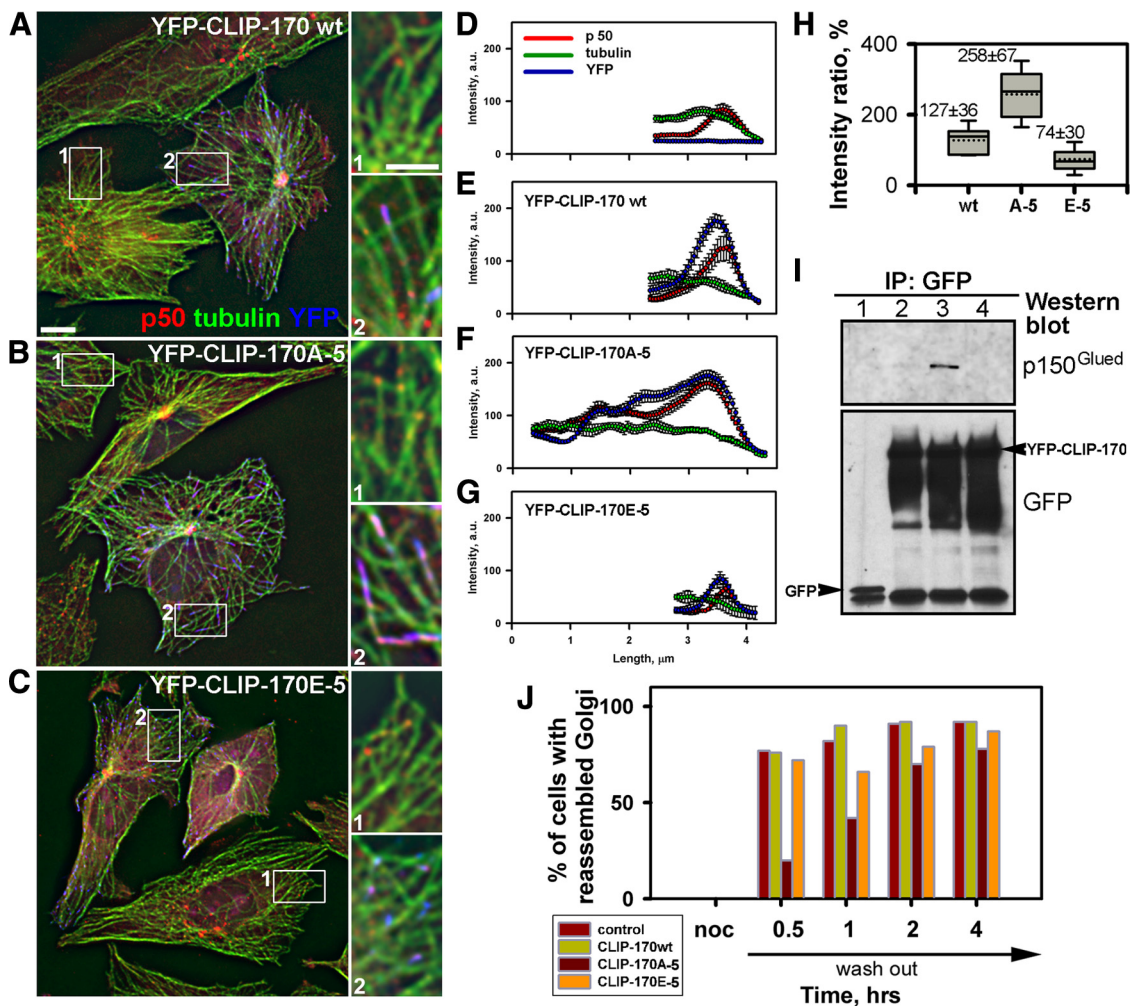 A
YFP-CLIP-170 wt
1
2
p50 tubulin YFP
1
2
B
YFP-CLIP-170A-5
1
2
1
2
C
YFP-CLIP-170E-5
2
1
1
2
D
p 50
tubulin
YFP
Intensity, a.u.
200
100
0
E
YFP-CLIP-170 wt
Intensity, a.u.
200
100
0
F
YFP-CLIP-170A-5
Intensity, a.u.
200
100
0
G
YFP-CLIP-170E-5
Intensity, a.u.
200
100
0
0 1 2 3 4
Length, μm
H
Intensity ratio, %
400
200
0
127±36
258±67
74±30
wt A-5 E-5
I
IP: GFP
1 2 3 4
Western
blot
p150Glued
YFP-CLIP-170
GFP
GFP
J
% of cells with
reassembled Golgi
100
50
0
noc 0.5 1 2 4
wash out
Time, hrs
control
CLIP-170wt
CLIP-170A-5
CLIP-170E-5